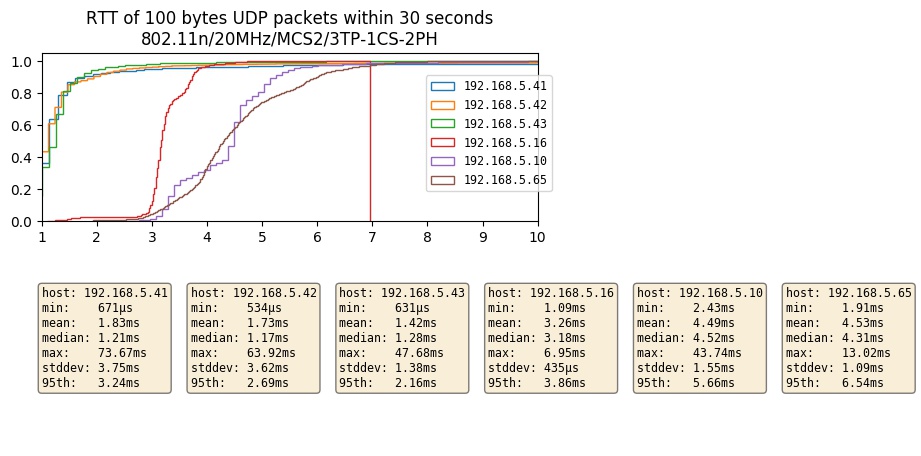 RTT of 100 bytes UDP packets within 30 seconds
802.11n/20MHz/MCS2/3TP-1CS-2PH
1.0
0.8
0.6
0.4
0.2
0.0
1 2 3 4 5 6 7 8 9 10
192.168.5.41
192.168.5.42
192.168.5.43
192.168.5.16
192.168.5.10
192.168.5.65
host: 192.168.5.41
min: 671µs
mean: 1.83ms
median: 1.21ms
max: 73.67ms
stddev: 3.75ms
95th: 3.24ms
host: 192.168.5.42
min: 534µs
mean: 1.73ms
median: 1.17ms
max: 63.92ms
stddev: 3.62ms
95th: 2.69ms
host: 192.168.5.43
min: 631µs
mean: 1.42ms
median: 1.28ms
max: 47.68ms
stddev: 1.38ms
95th: 2.16ms
host: 192.168.5.16
min: 1.09ms
mean: 3.26ms
median: 3.18ms
max: 6.95ms
stddev: 435µs
95th: 3.86ms
host: 192.168.5.10
min: 2.43ms
mean: 4.49ms
median: 4.52ms
max: 43.74ms
stddev: 1.55ms
95th: 5.66ms
host: 192.168.5.65
min: 1.91ms
mean: 4.53ms
median: 4.31ms
max: 13.02ms
stddev: 1.09ms
95th: 6.54ms